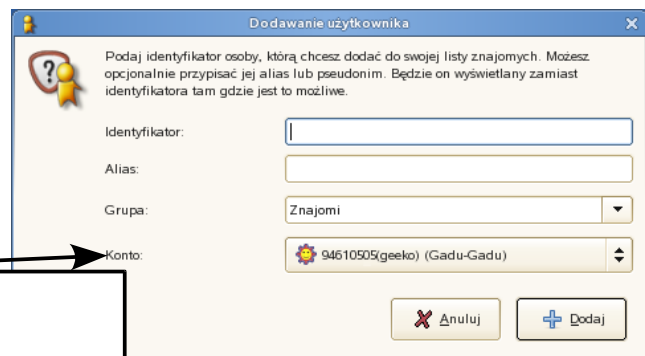 Dodawanie użytkownika
Podaj identyfikator osoby, którą chcesz dodać do swojej listy znajomych. Możesz
opcjonalnie przypisać jej alias lub pseudonim. Będzie on wyświetlany zamiast
identyfikatora tam gdzie jest to możliwe.
Identyfikator:
Alias:
Grupa: Znajomi
Konto: 94610505(geeko) (Gadu-Gadu)
Anuluj Dodaj